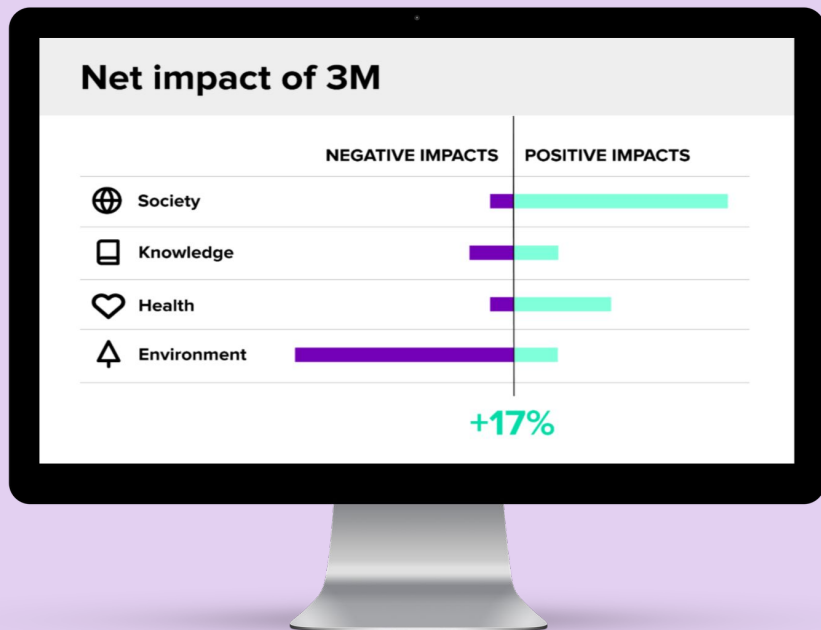 Net impact of 3M
NEGATIVE IMPACTS POSITIVE IMPACTS
Society
Knowledge
Health
Environment
+17%